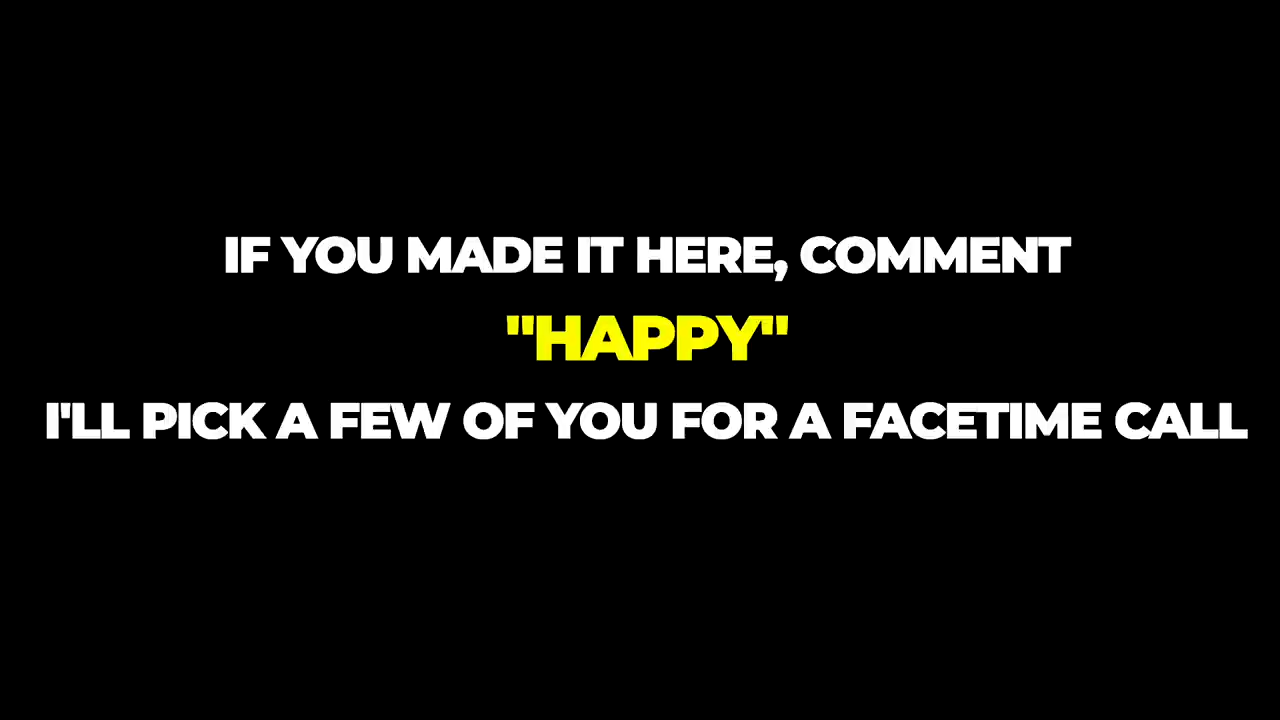 IF YOU MADE IT HERE, COMMENT
"HAPPY"
I'LL PICK A FEW OF YOU FOR A FACETIME CALL